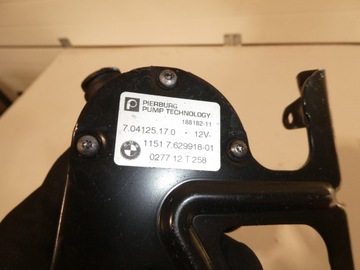 PIERBURG
PUMP TECHNOLOGY
188182-11
7.04125.17.0 • 12V-
1151 7.629918-01
0277 12 T 258